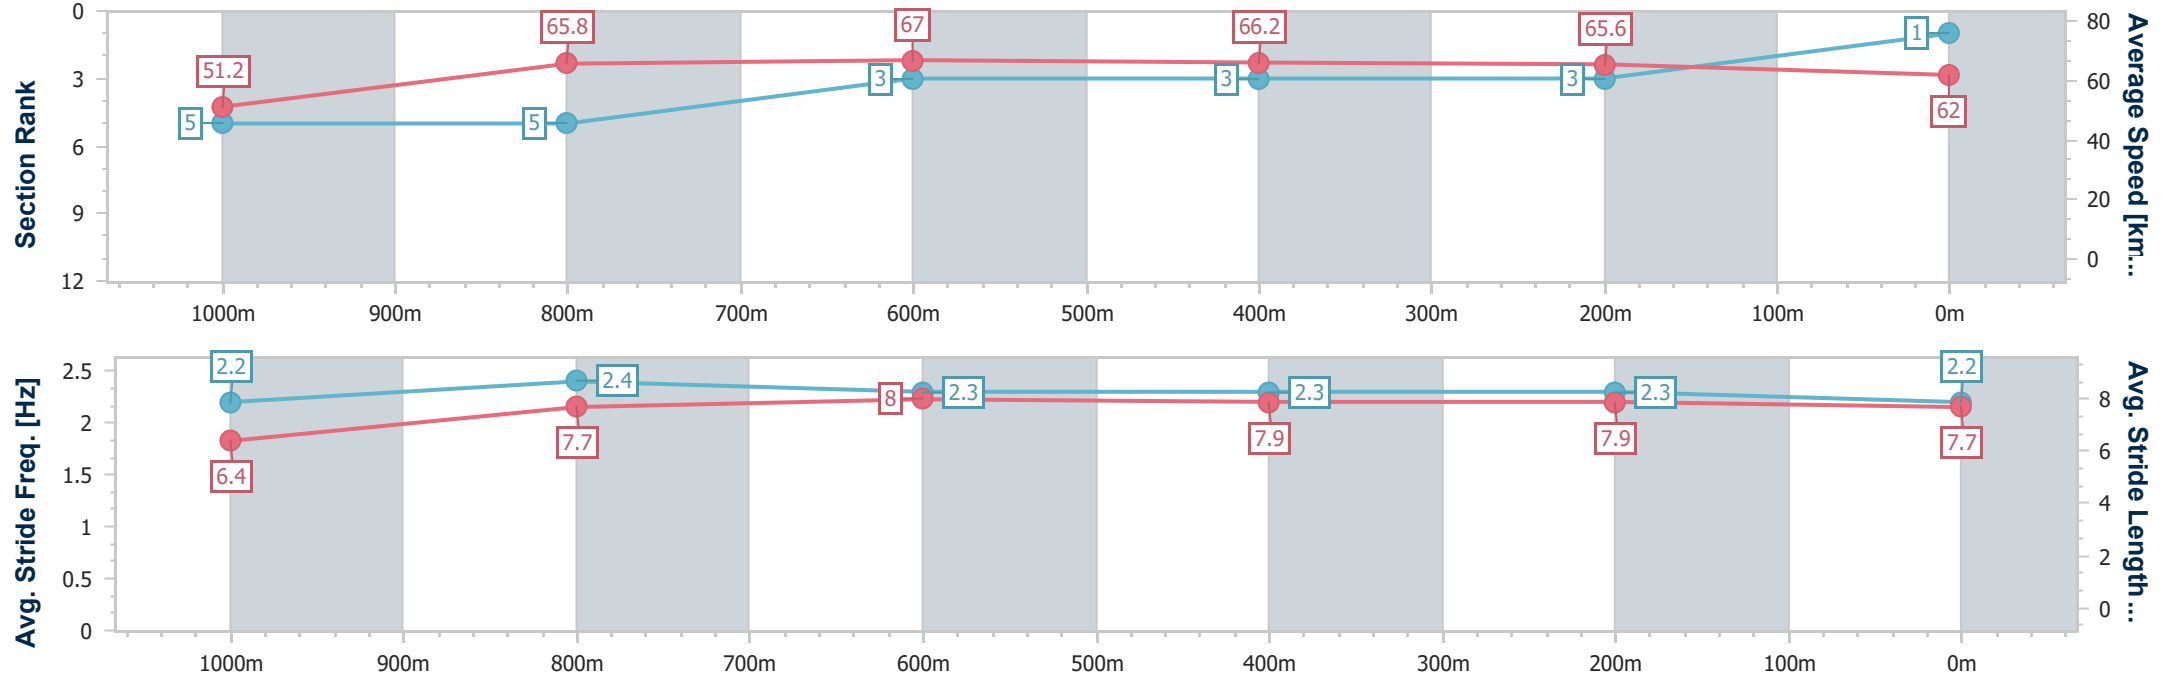 Section Rank
0
3
6
9
12
51.2
65.8
67
66.2
65.6
62
5
5
3
3
3
1
80
60
40
20
0
Average Speed [km...
1000m
900m
800m
700m
600m
500m
400m
300m
200m
100m
0m
Avg. Stride Freq. [Hz]
2.5
2
1.5
1
0.5
0
2.2
2.4
2.3
2.3
2.3
2.2
6.4
7.7
8
7.9
7.9
7.7
8
6
4
2
0
Avg. Stride Length ...
1000m
900m
800m
700m
600m
500m
400m
300m
200m
100m
0m